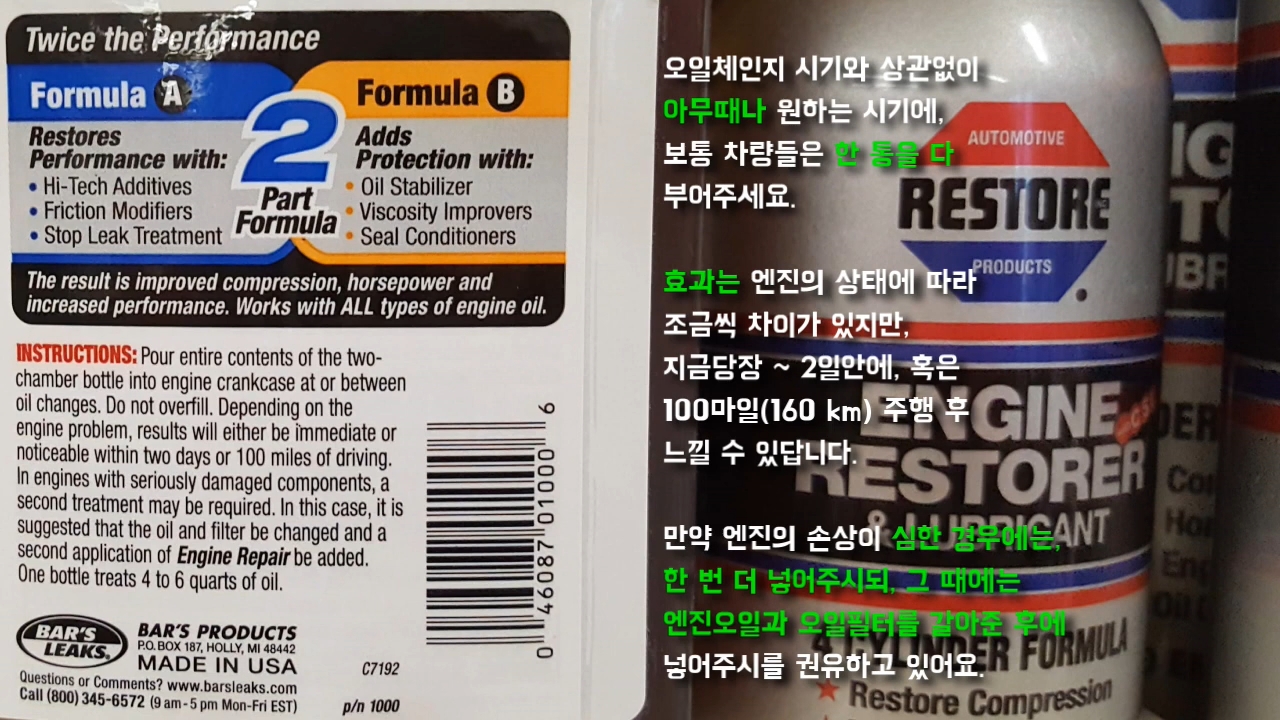 Twice the Performance
Formula A
Formula B
2
Part
Formula
Restores
Performance with:
• Hi-Tech Additives
• Friction Modifiers
• Stop Leak Treatment
Adds
Protection with:
• Oil Stabilizer
• Viscosity Improvers
• Seal Conditioners
The result is improved compression, horsepower and
increased performance. Works with ALL types of engine oil.
INSTRUCTIONS: Pour entire contents of the two-
chamber bottle into engine crankcase at or between
oil changes. Do not overfill. Depending on the
engine problem, results will either be immediate or
noticeable within two days or 100 miles of driving.
In engines with seriously damaged components, a
second treatment may be required. In this case, it is
suggested that the oil and filter be changed and a
second application of Engine Repair be added.
One bottle treats 4 to 6 quarts of oil.
0 46087 01000 6
BAR'S
LEAKS.
BAR'S PRODUCTS
P.O. BOX 187, HOLLY, MI 48442
MADE IN USA
C7192
Questions or Comments? www.barsleaks.com
Call (800) 345-6572 (9 am - 5 pm Mon-Fri EST)
p/n 1000
오일체인지 시기와 상관없이
아무때나 원하는 시기에,
보통 차량들은 한 통을 다
부어주세요.
효과는 엔진의 상태에 따라
조금씩 차이가 있지만,
지금당장 ~ 2일안에, 혹은
100마일(160 km) 주행 후
느낄 수 있답니다.
만약 엔진의 손상이 심한 경우에는,
한 번 더 넣어주시되, 그 때에는
엔진오일과 오일필터를 갈아준 후에
넣어주시를 권유하고 있어요.
AUTOMOTIVE
RESTORE
PRODUCTS
ENGINE
RESTORER
& LUBRICANT
4 CYLINDER FORMULA
★ Restore Compression